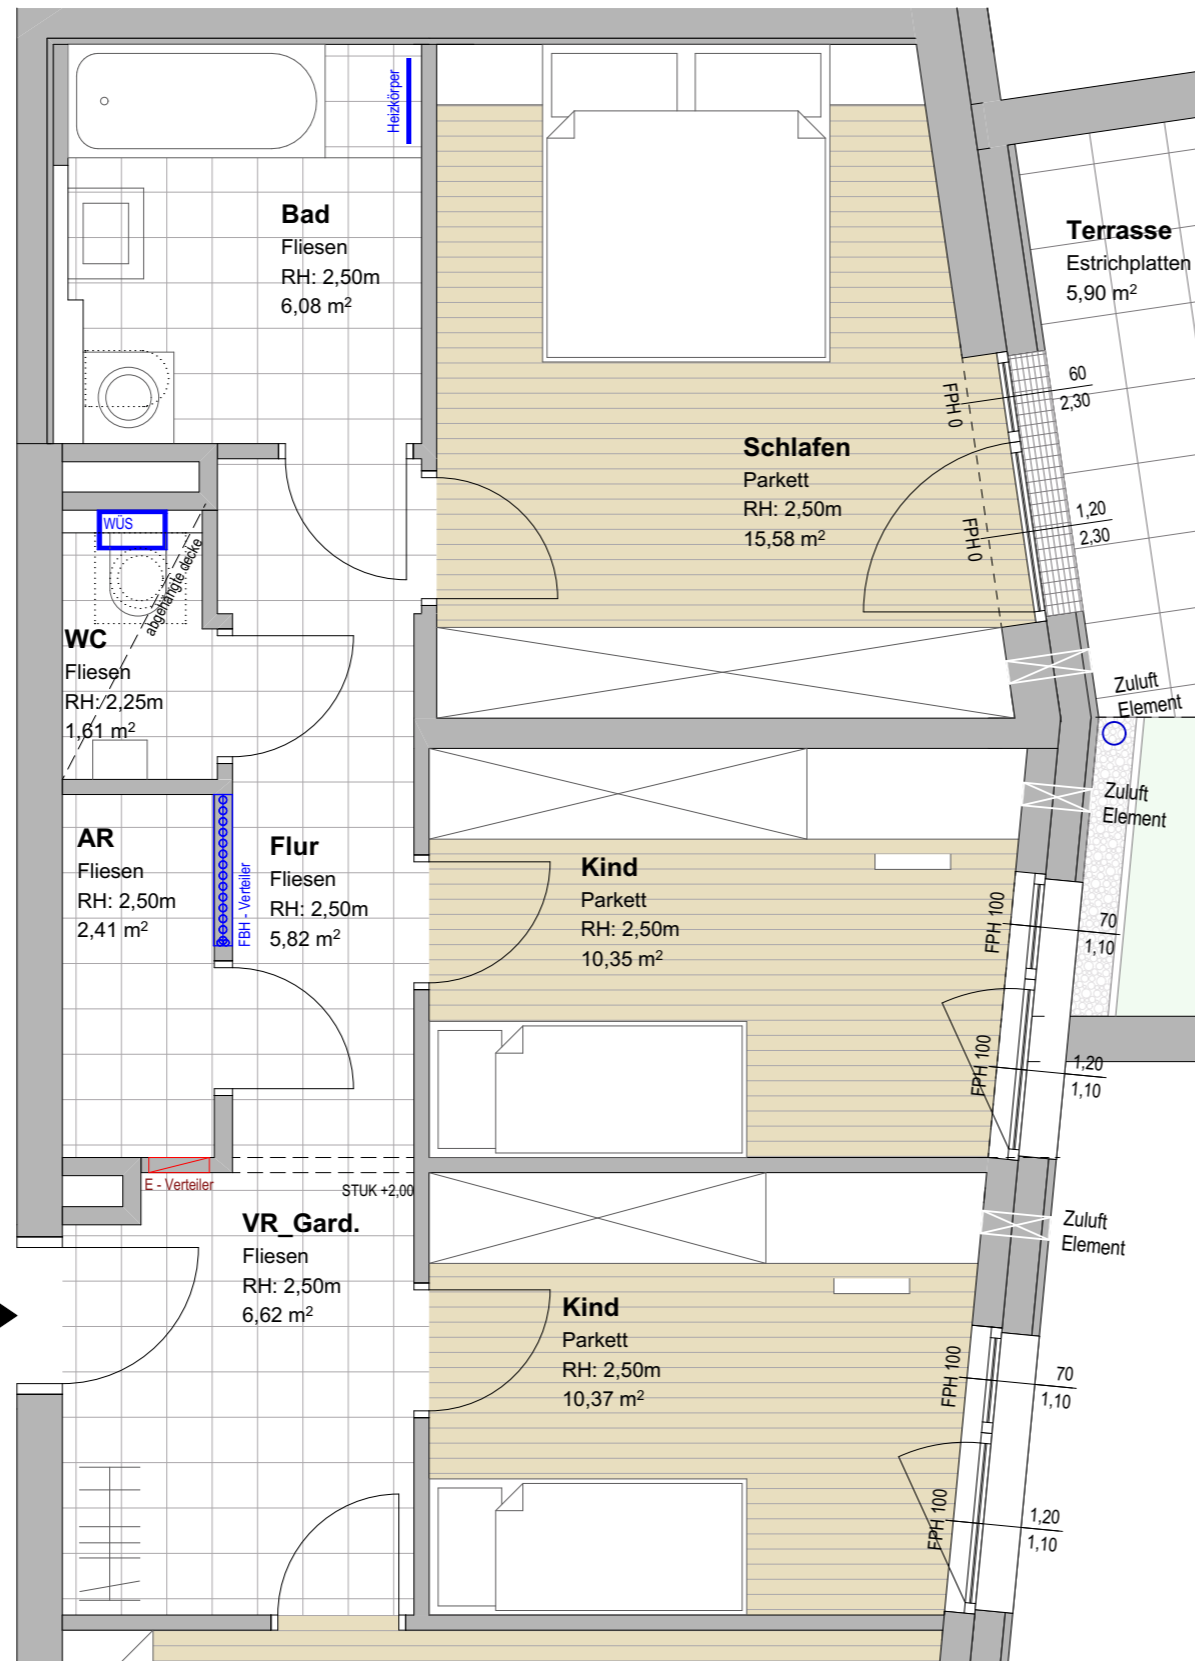 Heizkörper
Bad
Fliesen
RH: 2,50m
6,08 m²
Terrasse
Estrichplatten
5,90 m²
60
2,30
FPH 0
Schlafen
Parkett
RH: 2,50m
15,58 m²
1,20
2,30
FPH 0
WÜS
abgehängte decke
WC
Fliesen
RH: 2,25m
1,61 m²
Zuluft
Element
Zuluft
Element
AR
Fliesen
RH: 2,50m
2,41 m²
FBH - Verteiler
Flur
Fliesen
RH: 2,50m
5,82 m²
Kind
Parkett
RH: 2,50m
10,35 m²
FPH 100
70
1,10
FPH 100
1,20
1,10
E - Verteiler
STUK +2,00
VR_Gard.
Fliesen
RH: 2,50m
6,62 m²
Zuluft
Element
Kind
Parkett
RH: 2,50m
10,37 m²
FPH 100
70
1,10
FPH 100
1,20
1,10